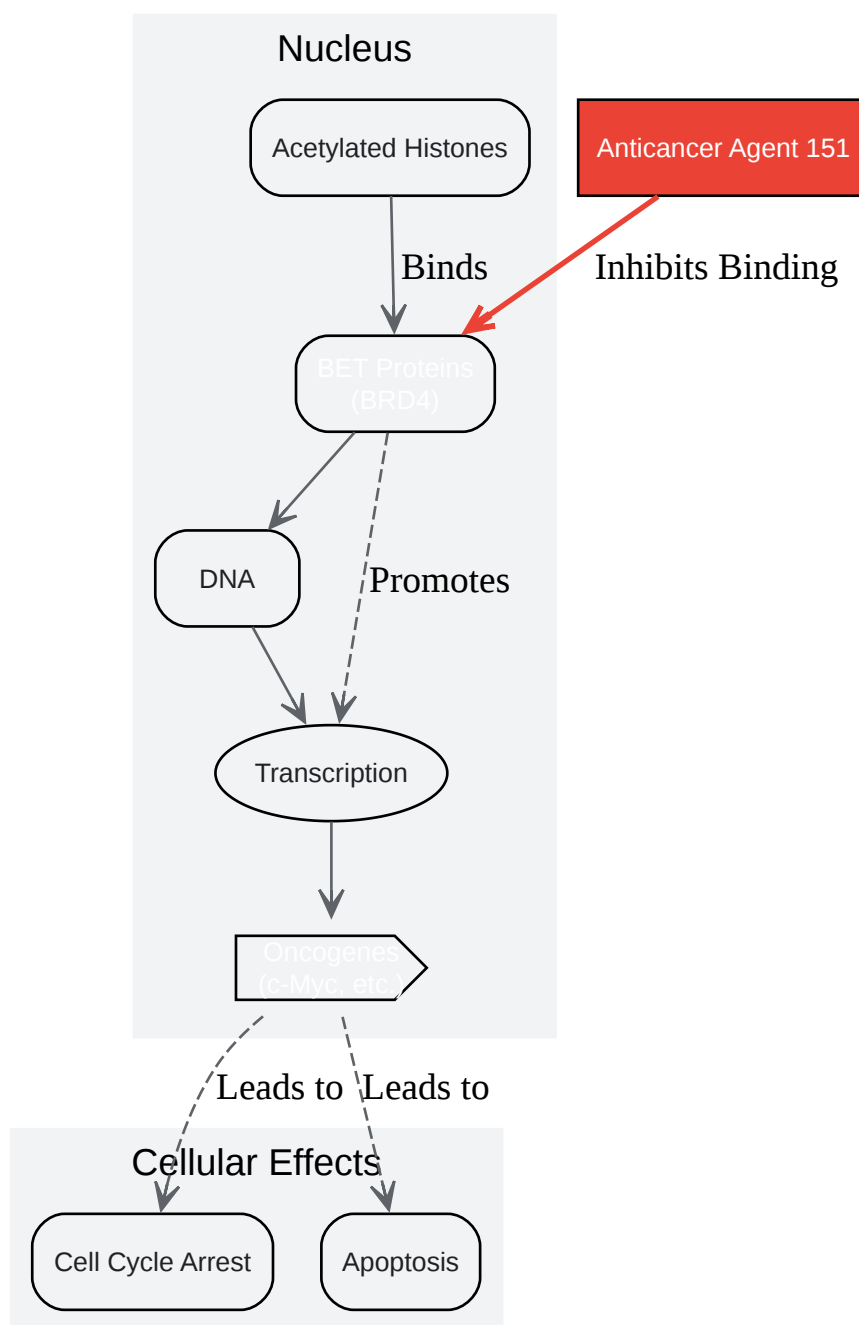 Nucleus
Acetylated Histones
Anticancer Agent 151
Binds
Inhibits Binding
BET Proteins
(BRD4)
DNA
Promotes
Transcription
Oncogenes
(c-Myc, etc.)
Leads to
Leads to
Cellular Effects
Cell Cycle Arrest
Apoptosis